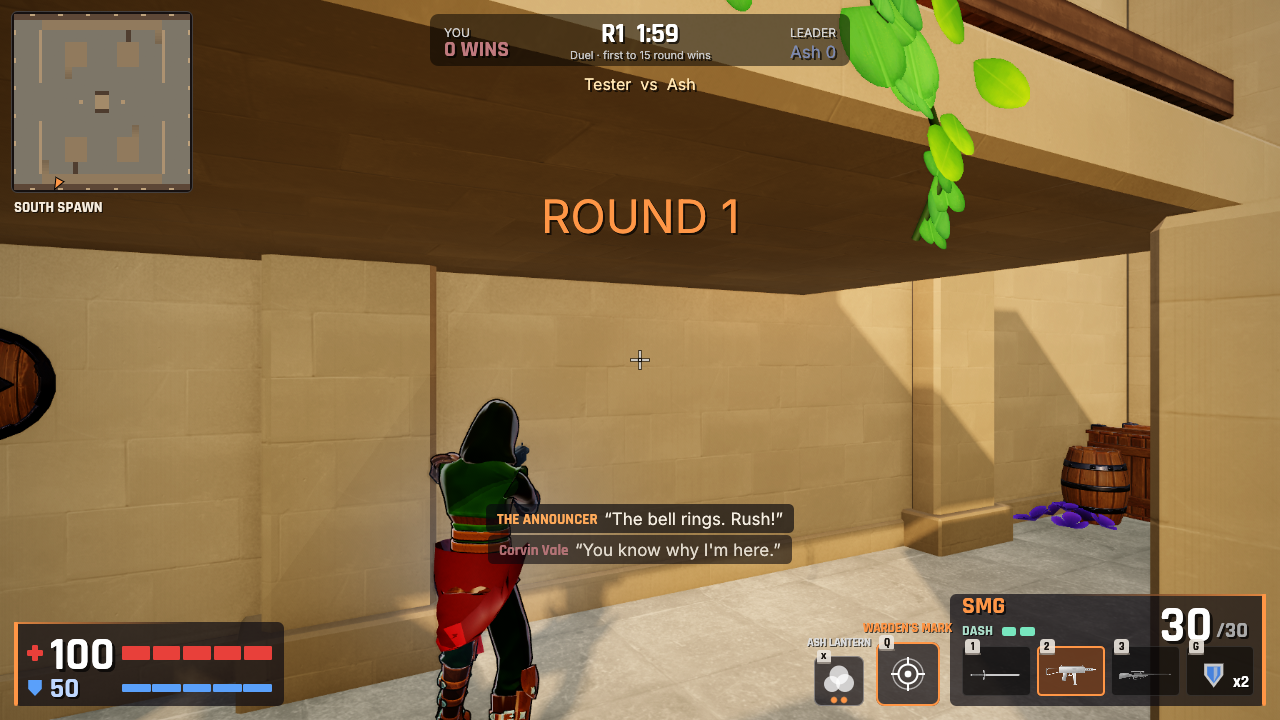 YOU
0 WINS
R1 1:59
Duel · first to 15 round wins
LEADER
Ash 0
Tester vs Ash
SOUTH SPAWN
ROUND 1
THE ANNOUNCER "The bell rings. Rush!"
Corvin Vale "You know why I'm here."
100
50
ASH LANTERN
X
WARDEN'S MARK
Q
SMG
DASH
30 /30
1
2
3
G
x2